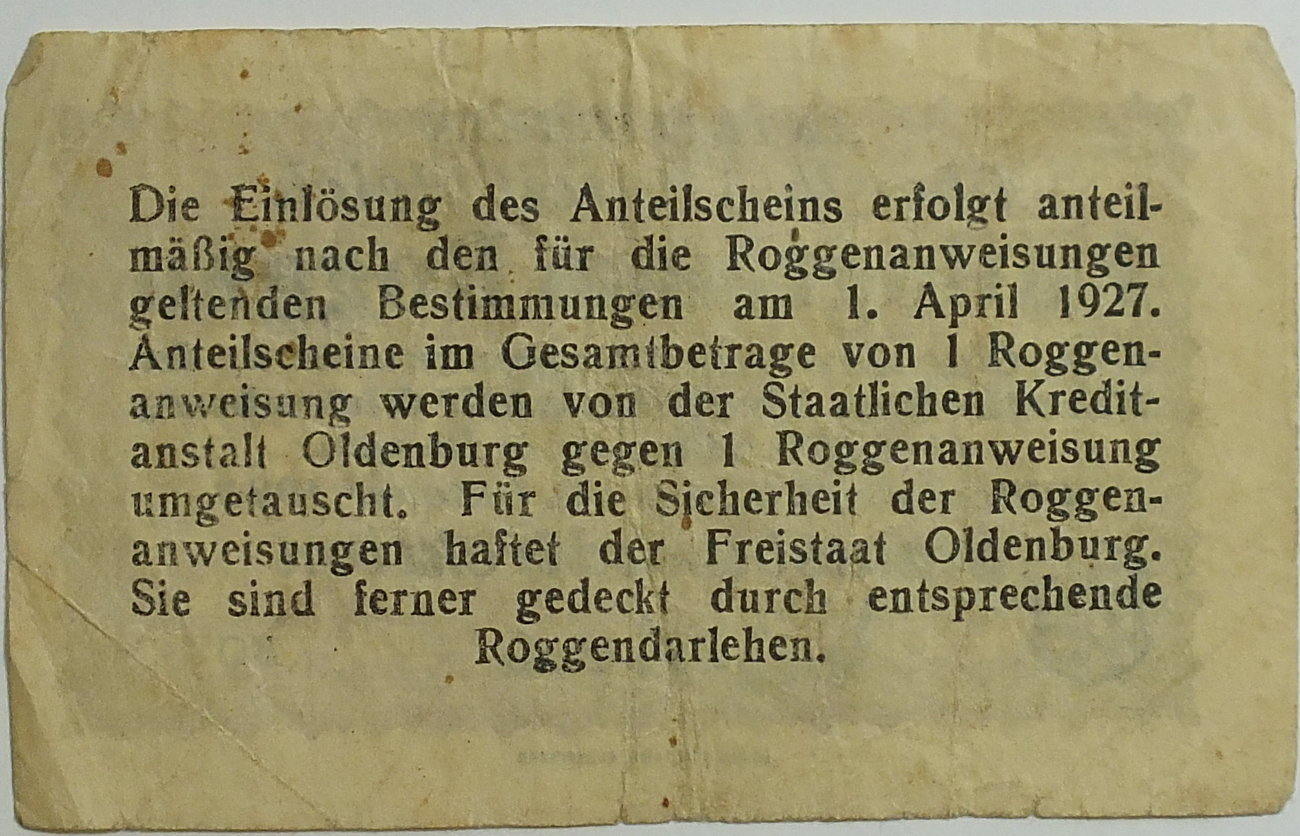 Die Einlösung des Anteilscheins erfolgt anteil-
mäßig nach den für die Roggenanweisungen
geltenden Bestimmungen am 1. April 1927.
Anteilscheine im Gesamtbetrage von 1 Roggen-
anweisung werden von der Staatlichen Kredit-
anstalt Oldenburg gegen 1 Roggenanweisung
umgetauscht. Für die Sicherheit der Roggen-
anweisungen haftet der Freistaat Oldenburg.
Sie sind ferner gedeckt durch entsprechende
Roggendarlehen.